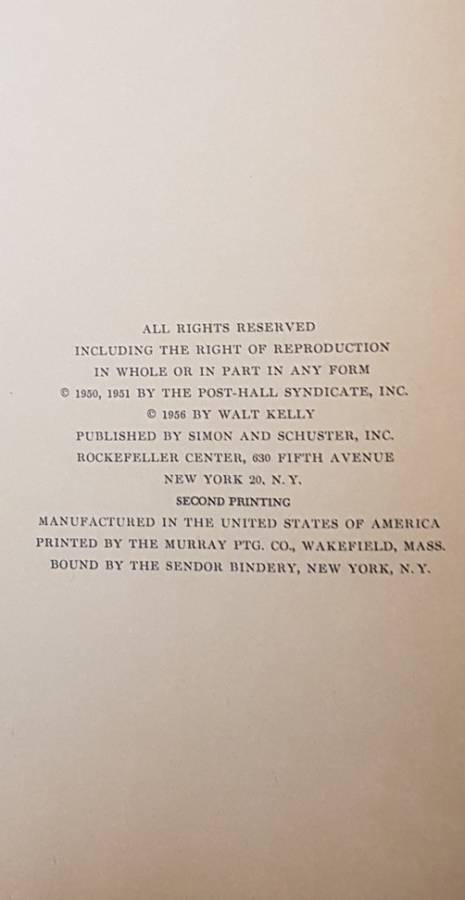 ALL RIGHTS RESERVED
INCLUDING THE RIGHT OF REPRODUCTION
IN WHOLE OR IN PART IN ANY FORM
© 1950, 1951 BY THE POST-HALL SYNDICATE, INC.
© 1956 BY WALT KELLY
PUBLISHED BY SIMON AND SCHUSTER, INC.
ROCKEFELLER CENTER, 630 FIFTH AVENUE
NEW YORK 20, N. Y.
SECOND PRINTING
MANUFACTURED IN THE UNITED STATES OF AMERICA
PRINTED BY THE MURRAY PTG. CO., WAKEFIELD, MASS.
BOUND BY THE SENDOR BINDERY, NEW YORK, N. Y.